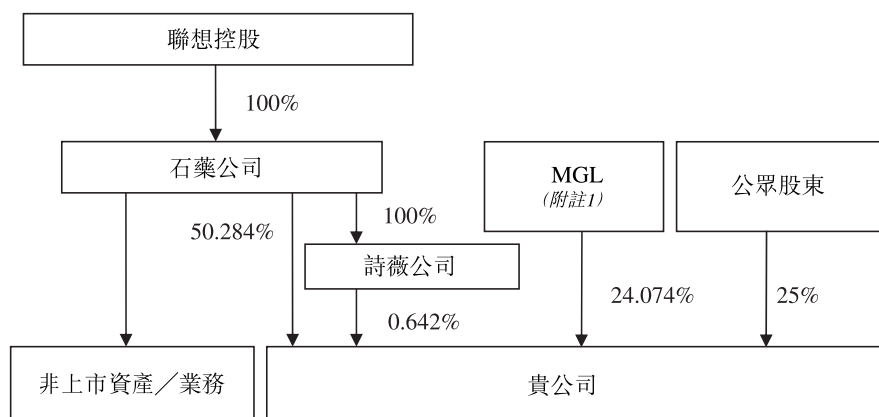 聯想控股
100%
石藥公司
MGL
(附註1)
公眾股東
50.284%
100%
詩薇公司
24.074%
25%
0.642%
非上市資產／業務
貴公司